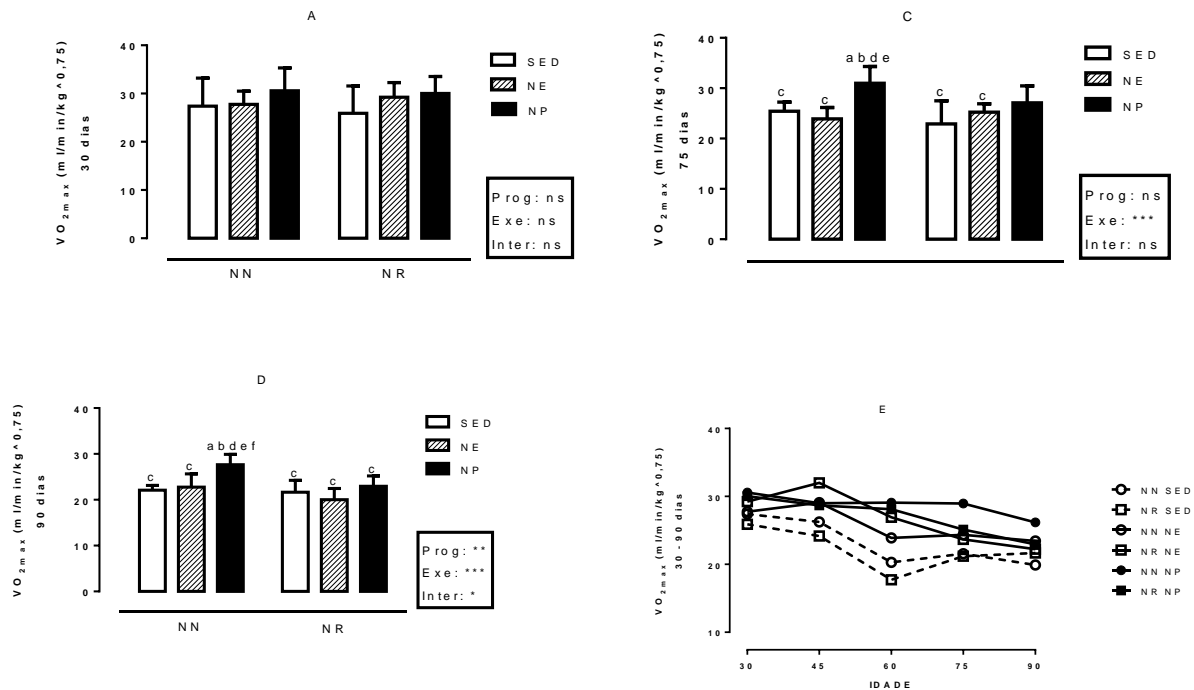 A
VO2max (ml/min/kg^0,75)
30 dias
40
30
20
10
0
NN NR
SED
NE
NP
Prog: ns
Exe: ns
Inter: ns
C
VO2max (ml/min/kg^0,75)
75 dias
40
30
20
10
0
c c abde c c
SED
NE
NP
Prog: ns
Exe: ***
Inter: ns
D
VO2max (ml/min/kg^0,75)
90 dias
40
30
20
10
0
c c abdef c c c
NN NR
SED
NE
NP
Prog: **
Exe: ***
Inter: *
E
VO2max (ml/min/kg^0,75)
30-90 dias
40
30
20
10
30 45 60 75 90
IDADE
NN SED
NR SED
NN NE
NR NE
NN NP
NR NP